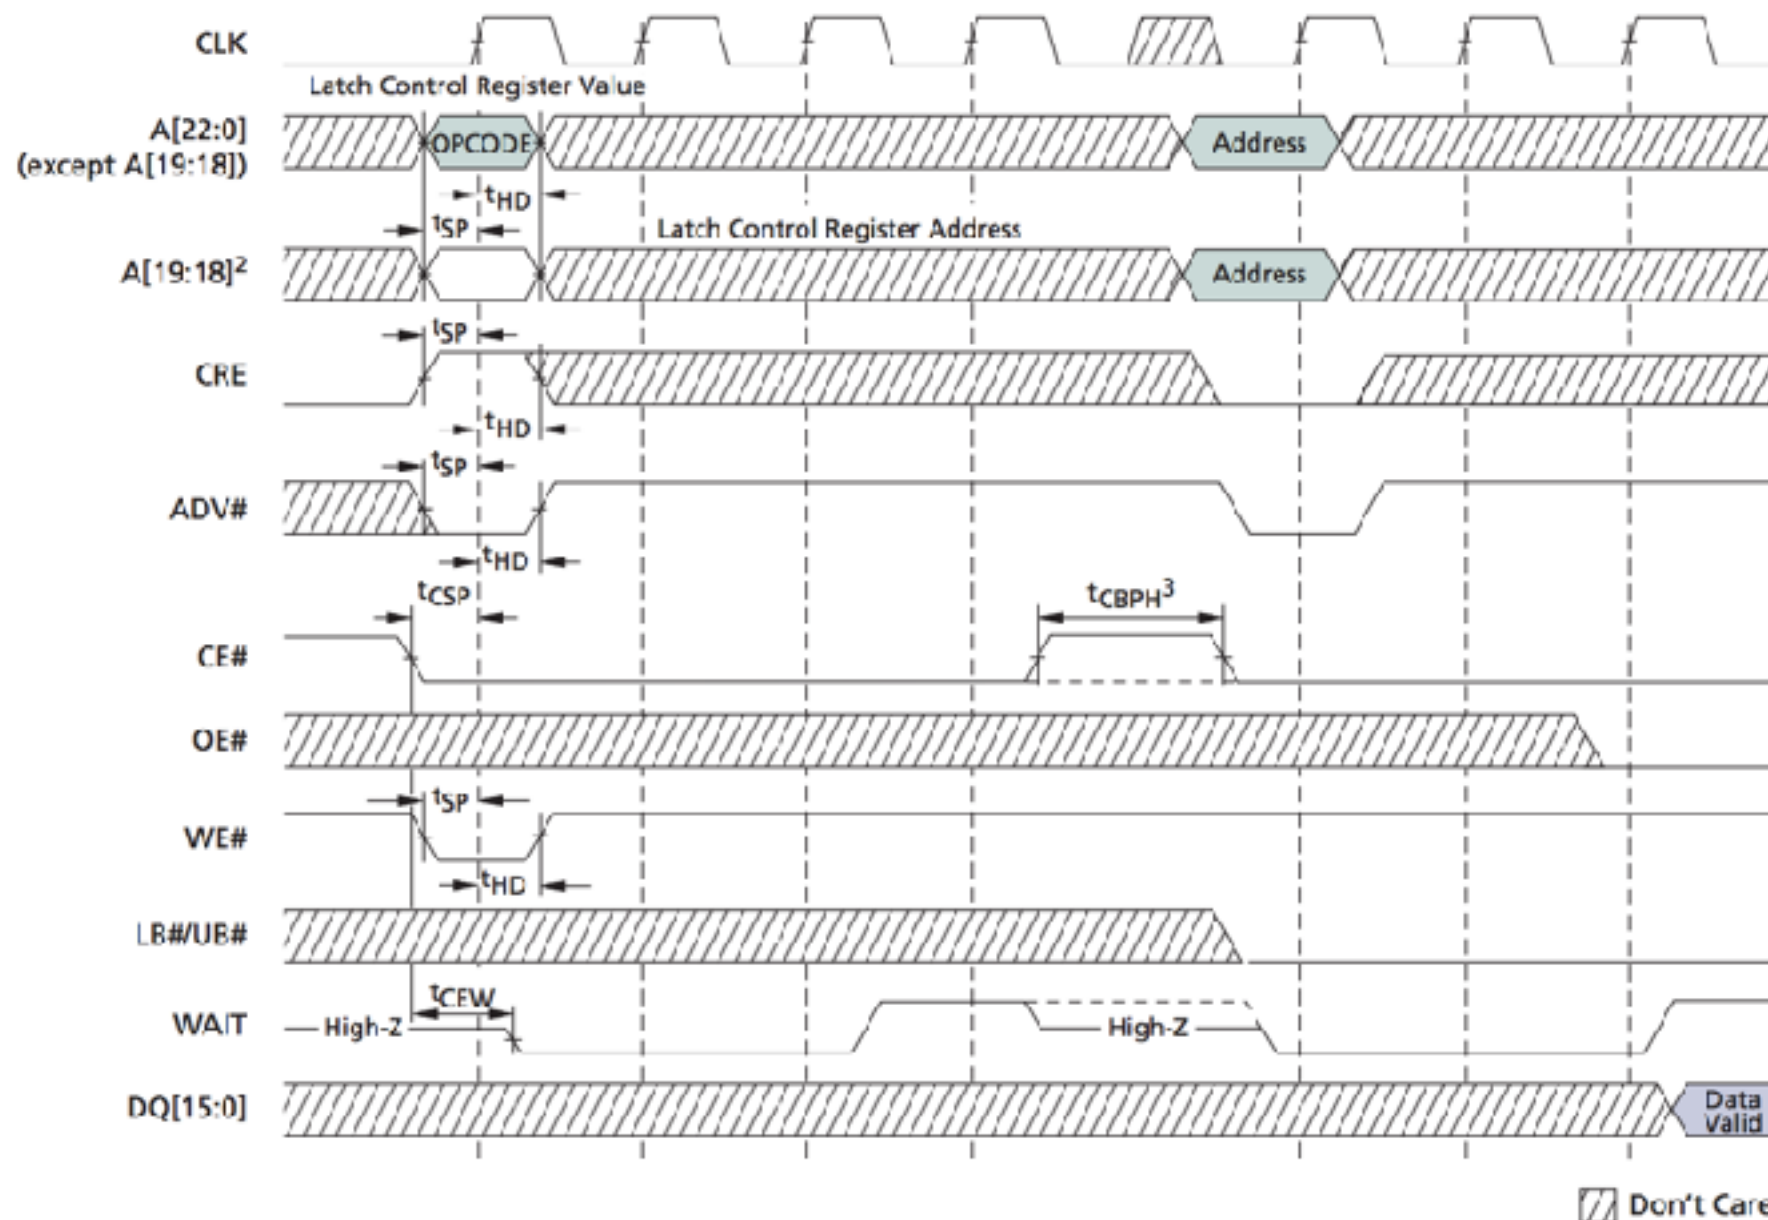 CLK
Latch Control Register Value
A[22:0]
(except A[19:18])
OPCODE
Address
tHD
tSP
Latch Control Register Address
A[19:18]2
Address
tSP
CRE
tHD
tSP
ADV#
tHD
tCSP
tCBPH3
CE#
OE#
tSP
WE#
tHD
LB#/UB#
tCEW
WAIT
High-Z
High-Z
DQ[15:0]
Data
Valid
Don't Care